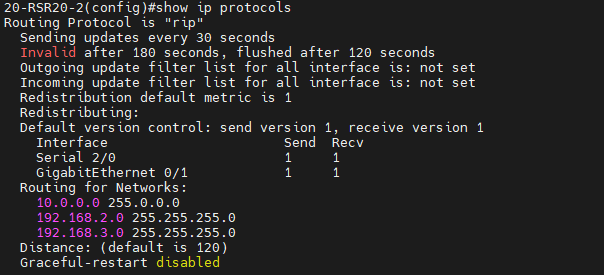 20-RSR20-2(config)#show ip protocols
Routing Protocol is "rip"
  Sending updates every 30 seconds
  Invalid after 180 seconds, flushed after 120 seconds
  Outgoing update filter list for all interface is: not set
  Incoming update filter list for all interface is: not set
  Redistribution default metric is 1
  Redistributing:
  Default version control: send version 1, receive version 1
    Interface                       Send  Recv
    Serial 2/0                      1     1
    GigabitEthernet 0/1             1     1
  Routing for Networks:
    10.0.0.0 255.0.0.0
    192.168.2.0 255.255.255.0
    192.168.3.0 255.255.255.0
  Distance: (default is 120)
  Graceful-restart disabled